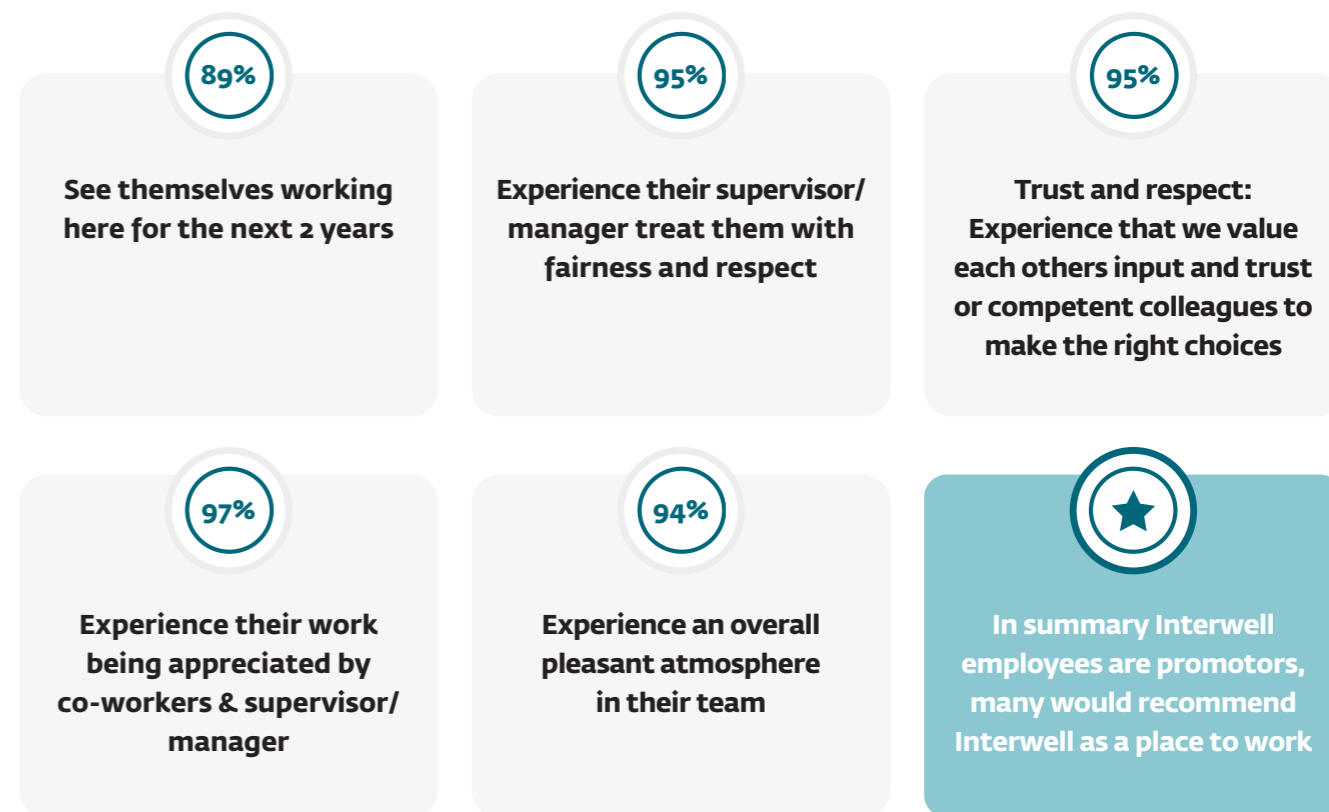 89%
See themselves working
here for the next 2 years
95%
Experience their supervisor/
manager treat them with
fairness and respect
95%
Trust and respect:
Experience that we value
each others input and trust
or competent colleagues to
make the right choices
97%
Experience their work
being appreciated by
co-workers & supervisor/
manager
94%
Experience an overall
pleasant atmosphere
in their team
In summary Interwell
employees are promotors,
many would recommend
Interwell as a place to work